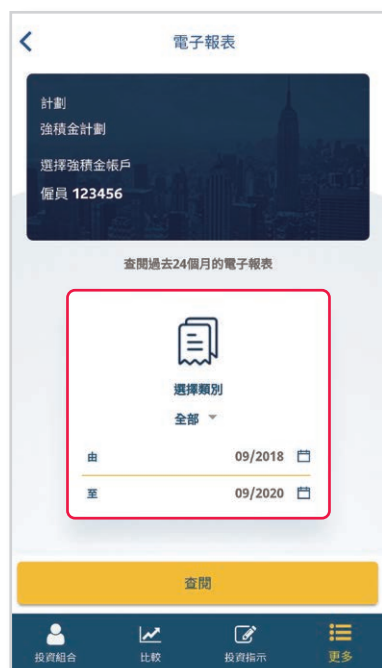 電子報表
計劃
強積金計劃
選擇強積金帳戶
僱員 123456
查閱過去24個月的電子報表
選擇類別
全部
由 09/2018
至 09/2020
查閱
投資組合 比較 投資指示 更多